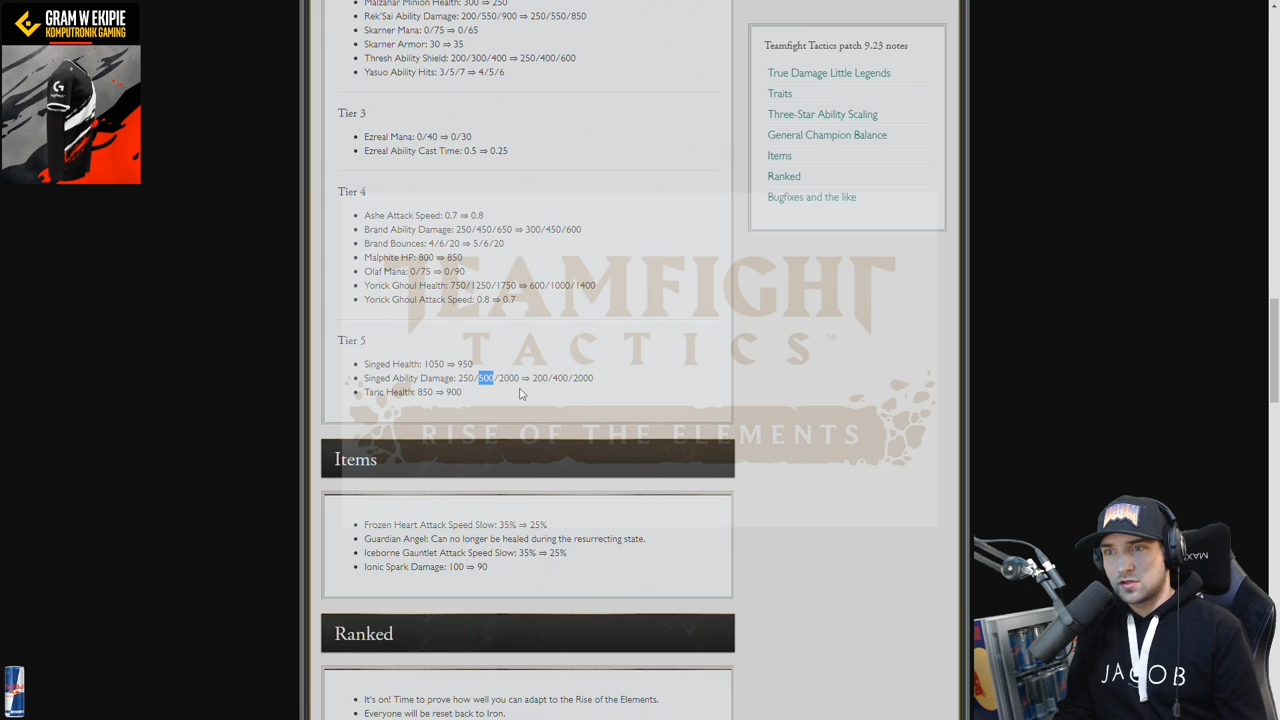 GRAM W EKIPIE
KOMPUTRONIK GAMING
G
Malzahar Minion Health: 300 ⇒ 250
Rek'Sai Ability Damage: 200/550/900 ⇒ 250/550/850
Skarner Mana: 0/75 ⇒ 0/65
Skarner Armor: 30 ⇒ 35
Thresh Ability Shield: 200/300/400 ⇒ 250/400/600
Yasuo Ability Hits: 3/5/7 ⇒ 4/5/6
Tier 3
Ezreal Mana: 0/40 ⇒ 0/30
Ezreal Ability Cast Time: 0.5 ⇒ 0.25
Tier 4
Ashe Attack Speed: 0.7 ⇒ 0.8
Brand Ability Damage: 250/450/650 ⇒ 300/450/600
Brand Bounces: 4/6/20 ⇒ 5/6/20
Malphite HP: 800 ⇒ 850
Olaf Mana: 0/75 ⇒ 0/90
Yorick Ghoul Health: 750/1250/1750 ⇒ 600/1000/1400
Yorick Ghoul Attack Speed: 0.8 ⇒ 0.7
Tier 5
Singed Health: 1050 ⇒ 950
Singed Ability Damage: 250/500/2000 ⇒ 200/400/2000
Taric Health: 850 ⇒ 900
Items
Frozen Heart Attack Speed Slow: 35% ⇒ 25%
Guardian Angel: Can no longer be healed during the resurrecting state.
Iceborne Gauntlet Attack Speed Slow: 35% ⇒ 25%
Ionic Spark Damage: 100 ⇒ 90
Ranked
It's on! Time to prove how well you can adapt to the Rise of the Elements.
Everyone will be reset back to Iron.
Teamfight Tactics patch 9.23 notes
True Damage Little Legends
Traits
Three-Star Ability Scaling
General Champion Balance
Items
Ranked
Bugfixes and the like
TEAMFIGHT
TACTICS™
RISE OF THE ELEMENTS
DOOM
MAX
JACOB